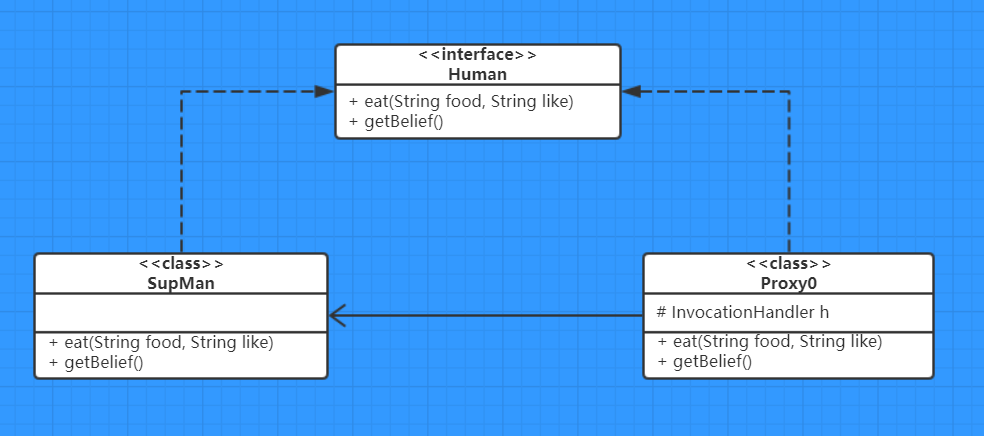 <<interface>>
Human
+ eat(String food, String like)
+ getBelief()
<<class>>
SupMan
+ eat(String food, String like)
+ getBelief()
<<class>>
Proxy0
# InvocationHandler h
+ eat(String food, String like)
+ getBelief()